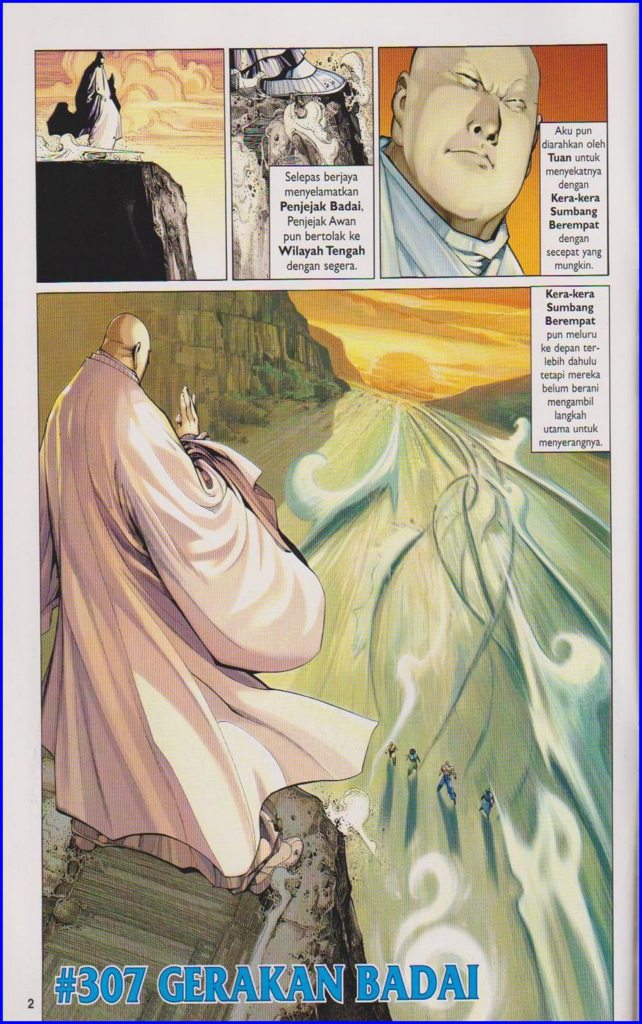 Selepas berjaya
menyelamatkan
Penjejak Badai,
Penjejak Awan
pun bertolak ke
Wilayah Tengah
dengan segera.
Aku pun
diarahkan oleh
Tuan untuk
menyekatnya
dengan
Kera-kera
Sumbang
Berempat
dengan
secepat yang
mungkin.
Kera-kera
Sumbang
Berempat
pun meluru
ke depan ter-
lebih dahulu
tetapi mereka
belum berani
mengambil
langkah
utama untuk
menyerangnya.
#307 GERAKAN BADAI
2